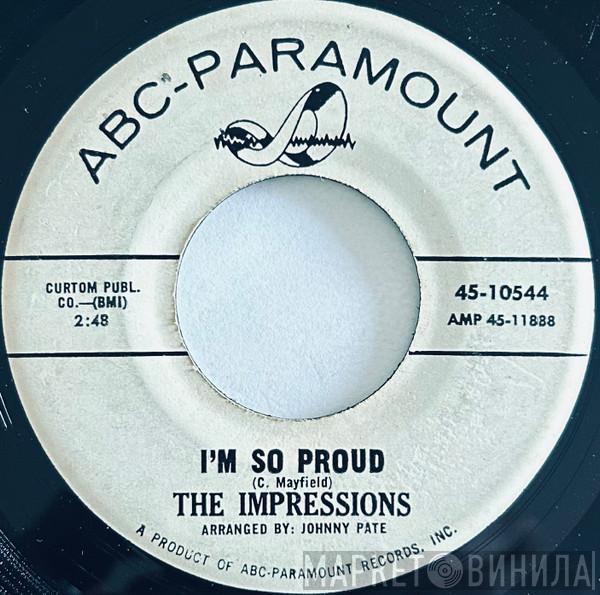 ABC-PARAMOUNT
CURTOM PUBL.
CO.—(BMI)
2:48
45-10544
AMP 45-11888
I'M SO PROUD
(C. Mayfield)
THE IMPRESSIONS
ARRANGED BY: JOHNNY PATE
A PRODUCT OF ABC-PARAMOUNT RECORDS, INC.
МАРКЕТ ВИНИЛА